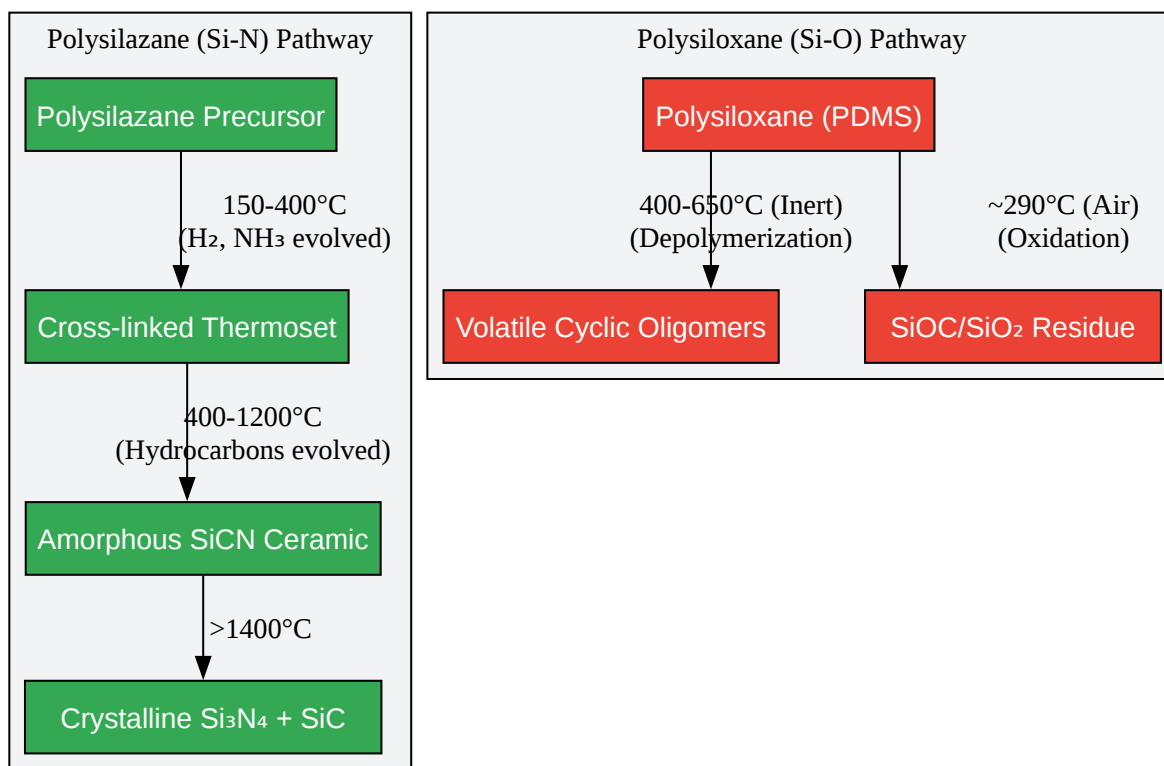 Polysilazane (Si-N) Pathway
Polysilazane Precursor
150-400°C
(H₂, NH₃ evolved)
Cross-linked Thermoset
400-1200°C
(Hydrocarbons evolved)
Amorphous SiCN Ceramic
>1400°C
Crystalline Si₃N₄ + SiC
Polysiloxane (Si-O) Pathway
Polysiloxane (PDMS)
400-650°C (Inert)
(Depolymerization)
~290°C (Air)
(Oxidation)
Volatile Cyclic Oligomers
SiOC/SiO₂ Residue